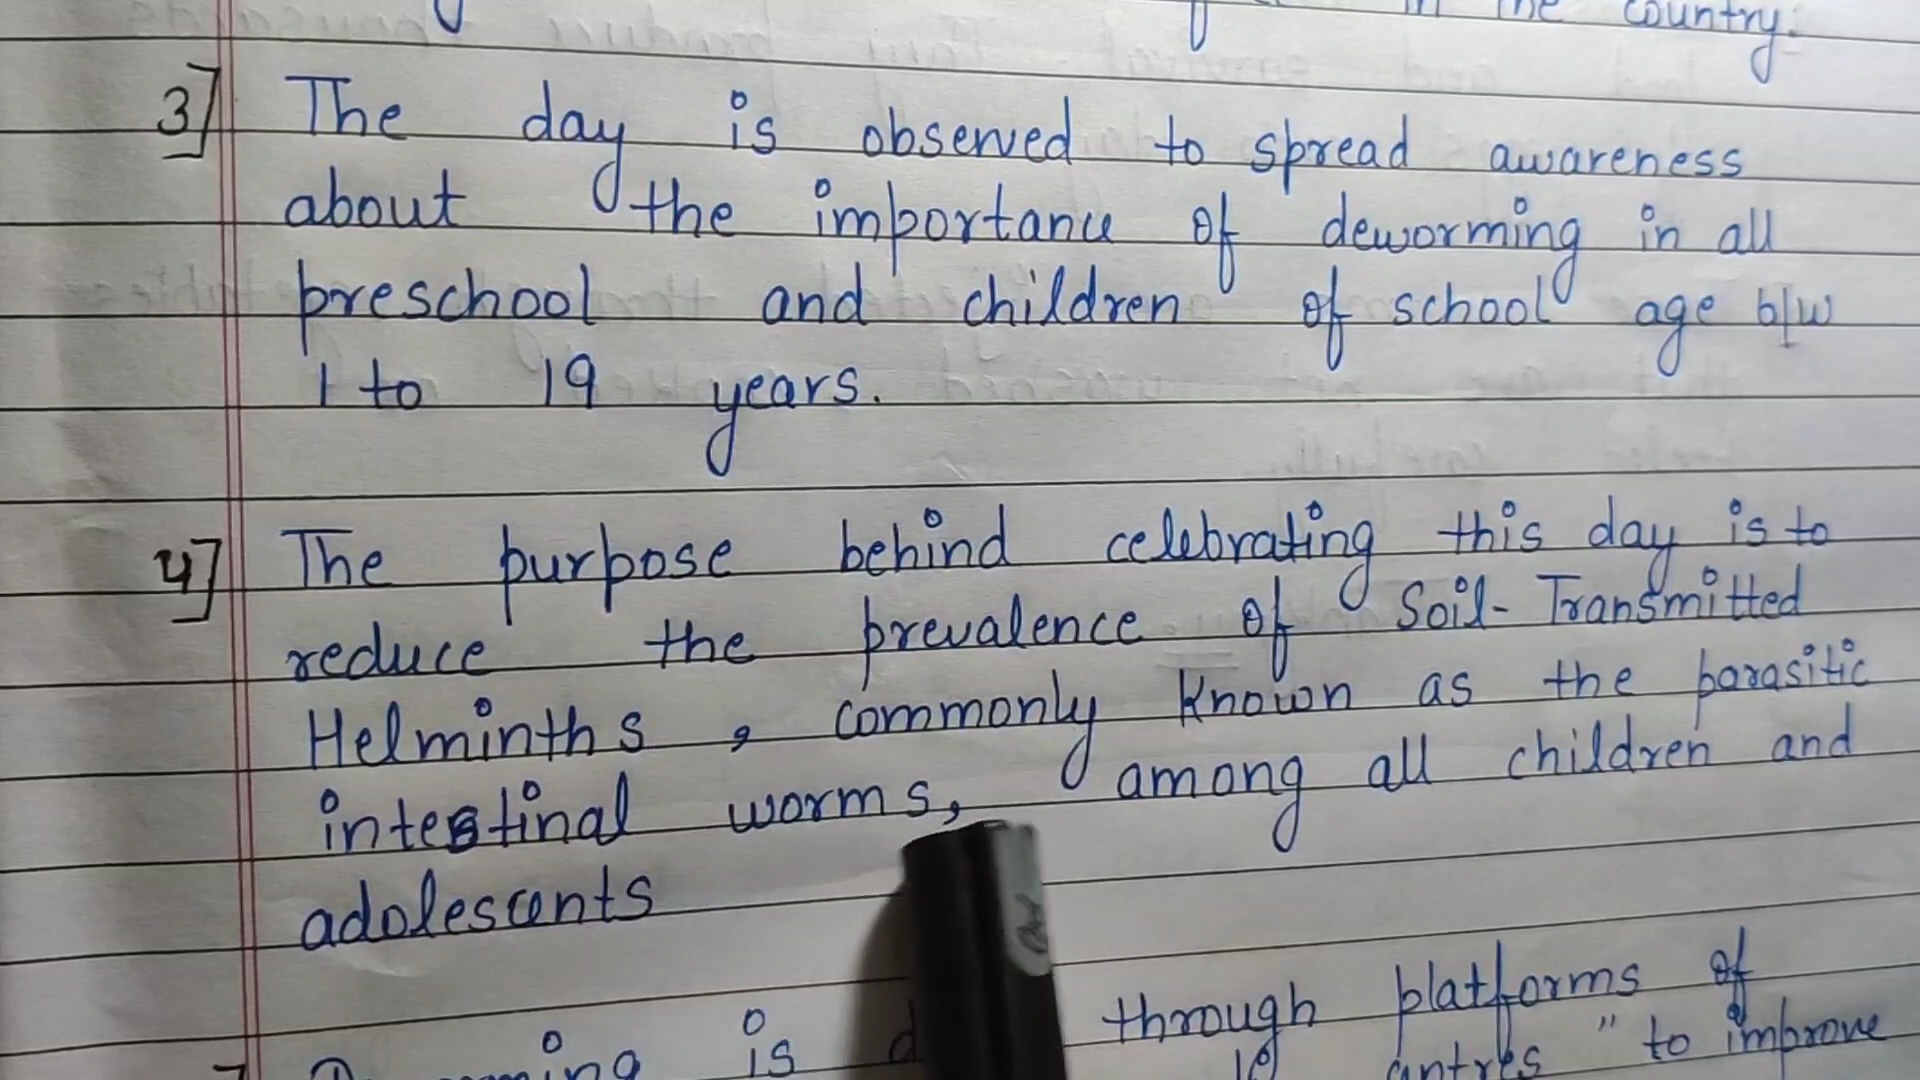 in the country.
3] The day is observed to spread awareness
about the importance of deworming in all
preschool and children of school age b/w
1 to 19 years.
4] The purpose behind celebrating this day is to
reduce the prevalence of Soil-Transmitted
Helminths, commonly known as the parasitic
intestinal worms, among all children and
adolescents
is through platforms of
" to improve